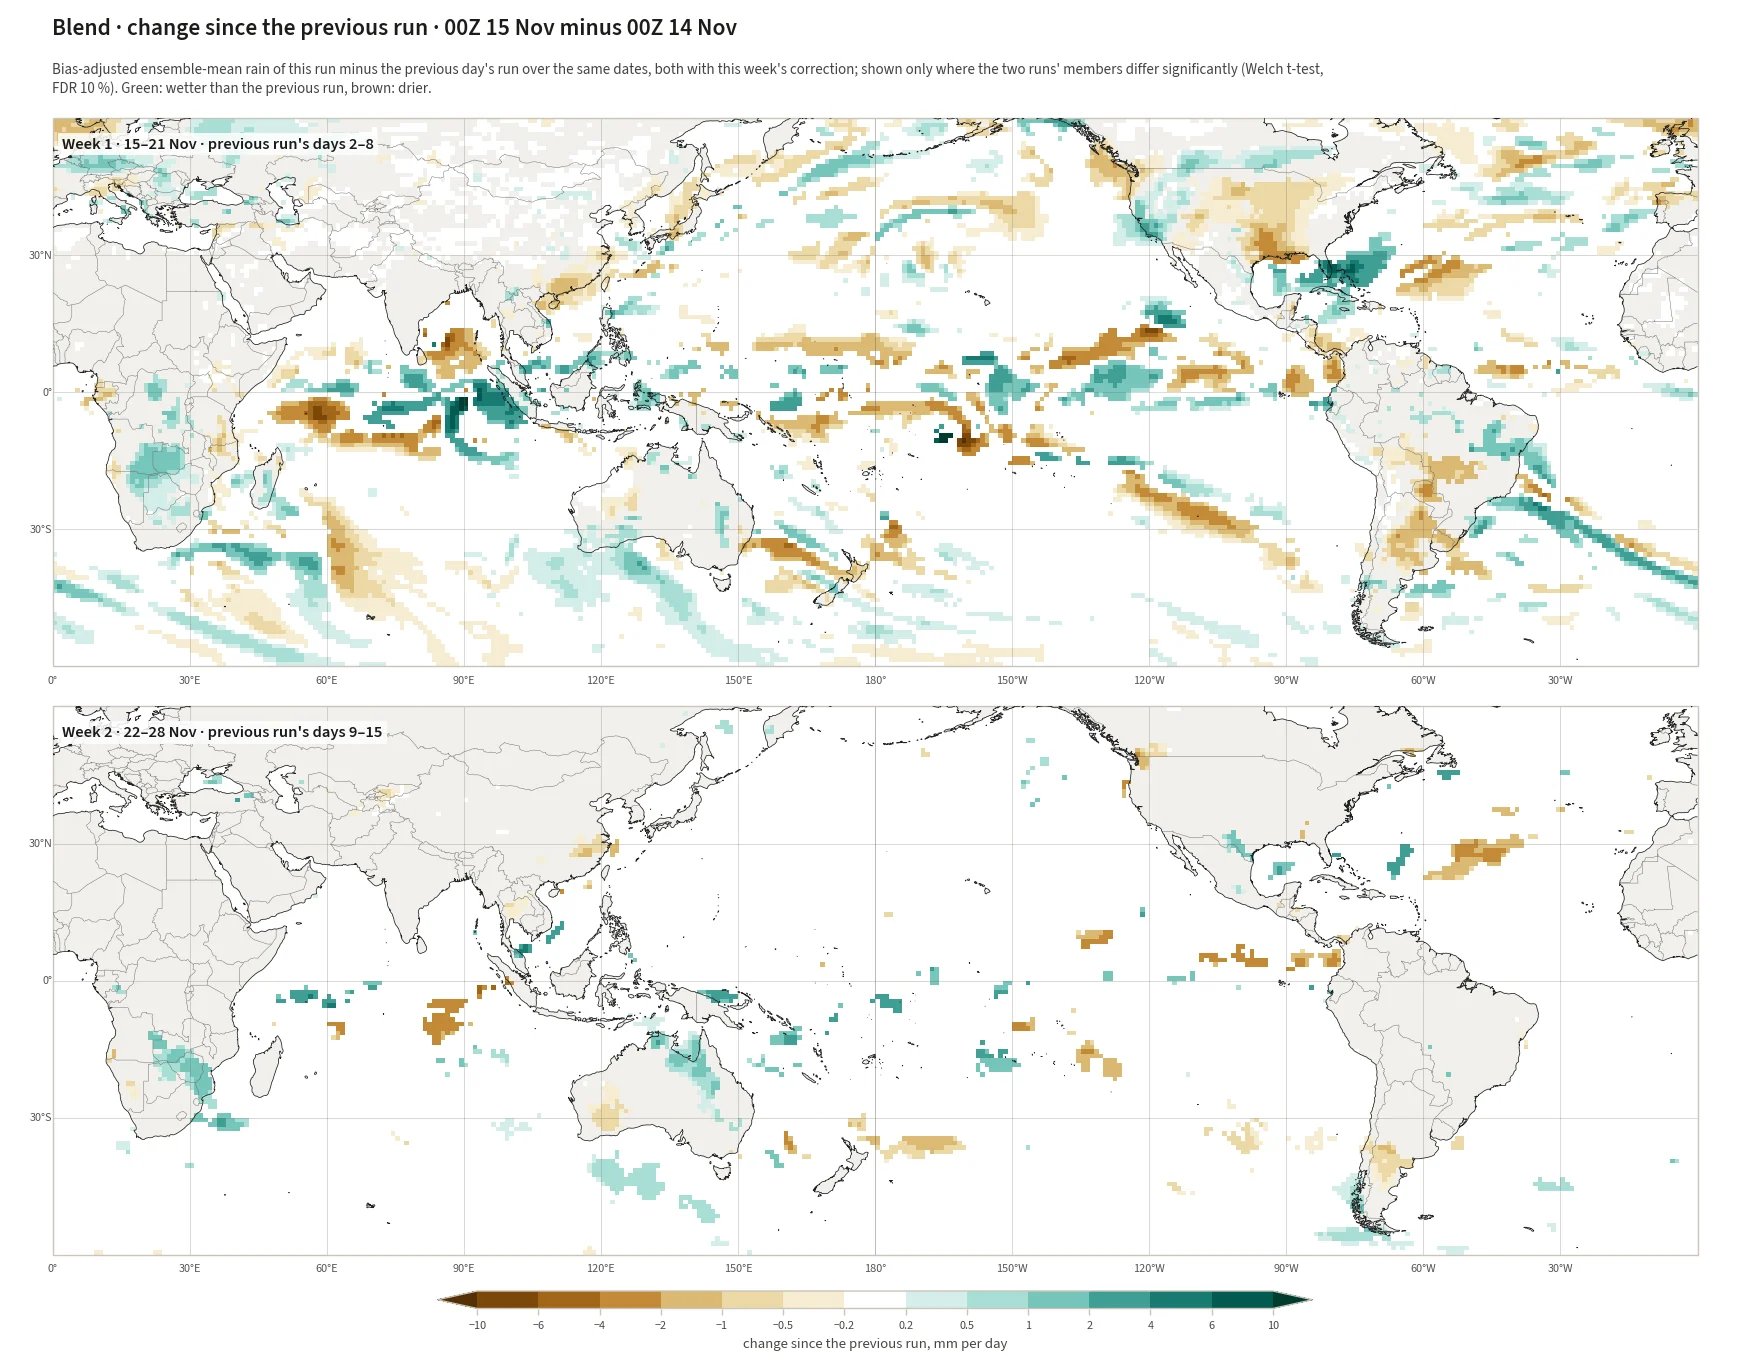 Blend · change since the previous run · 00Z 15 Nov minus 00Z 14 Nov
Bias-adjusted ensemble-mean rain of this run minus the previous day's run over the same dates, both with this week's correction; shown only where the two runs' members differ significantly (Welch t-test,
FDR 10 %). Green: wetter than the previous run, brown: drier.
Week 1 · 15–21 Nov · previous run's days 2–8
30°N
0°
30°S
0° 30°E 60°E 90°E 120°E 150°E 180° 150°W 120°W 90°W 60°W 30°W
Week 2 · 22–28 Nov · previous run's days 9–15
30°N
0°
30°S
0° 30°E 60°E 90°E 120°E 150°E 180° 150°W 120°W 90°W 60°W 30°W
−10 −6 −4 −2 −1 −0.5 −0.2 0.2 0.5 1 2 4 6 10
change since the previous run, mm per day